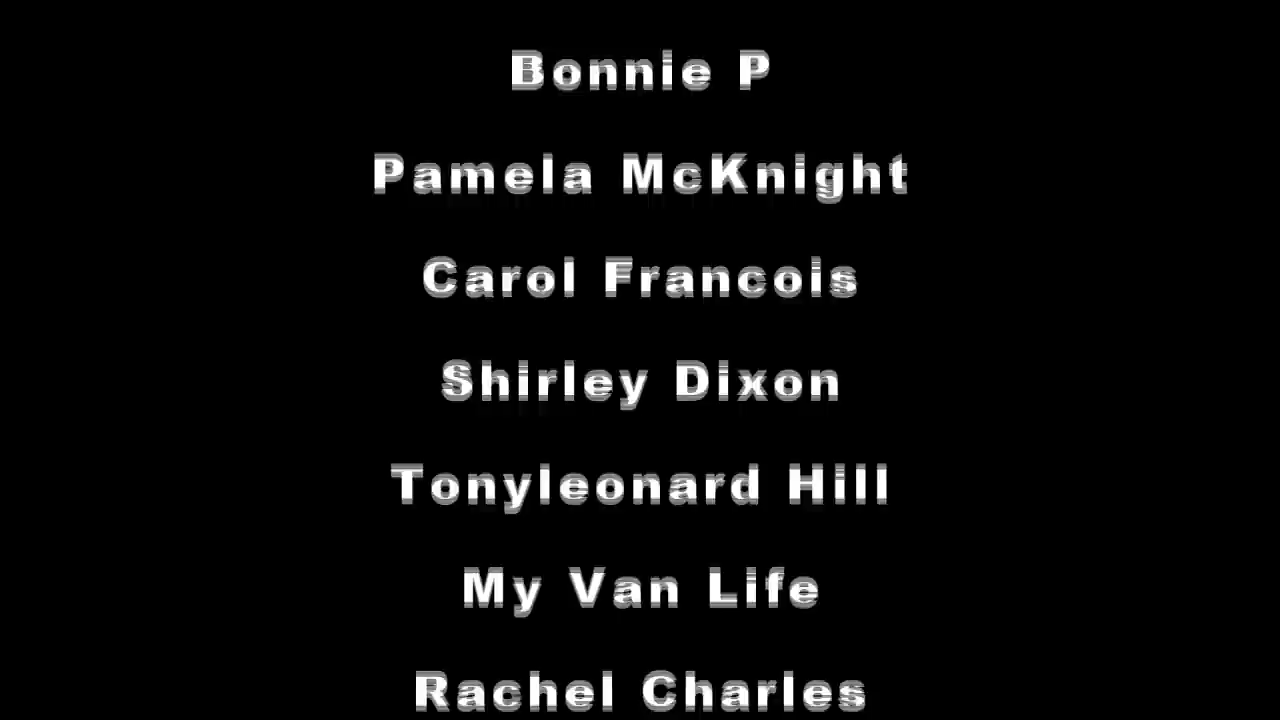 Bonnie P
Pamela McKnight
Carol Francois
Shirley Dixon
Tonyleonard Hill
My Van Life
Rachel Charles